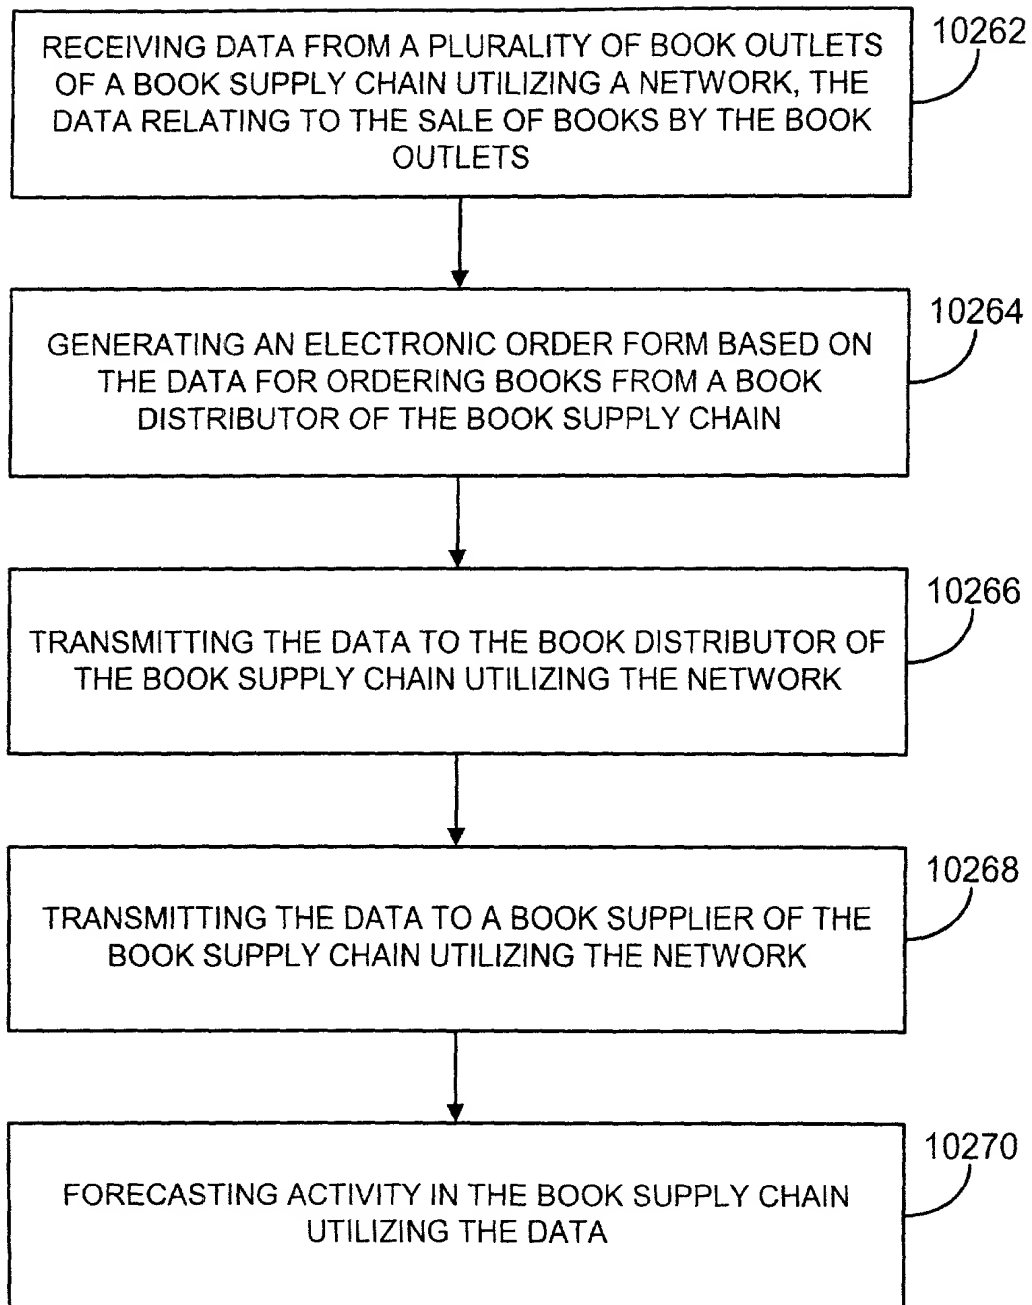 RECEIVING DATA FROM A PLURALITY OF BOOK OUTLETS
OF A BOOK SUPPLY CHAIN UTILIZING A NETWORK, THE
DATA RELATING TO THE SALE OF BOOKS BY THE BOOK
OUTLETS
10262
GENERATING AN ELECTRONIC ORDER FORM BASED ON
THE DATA FOR ORDERING BOOKS FROM A BOOK
DISTRIBUTOR OF THE BOOK SUPPLY CHAIN
10264
TRANSMITTING THE DATA TO THE BOOK DISTRIBUTOR OF
THE BOOK SUPPLY CHAIN UTILIZING THE NETWORK
10266
TRANSMITTING THE DATA TO A BOOK SUPPLIER OF THE
BOOK SUPPLY CHAIN UTILIZING THE NETWORK
10268
FORECASTING ACTIVITY IN THE BOOK SUPPLY CHAIN
UTILIZING THE DATA
10270